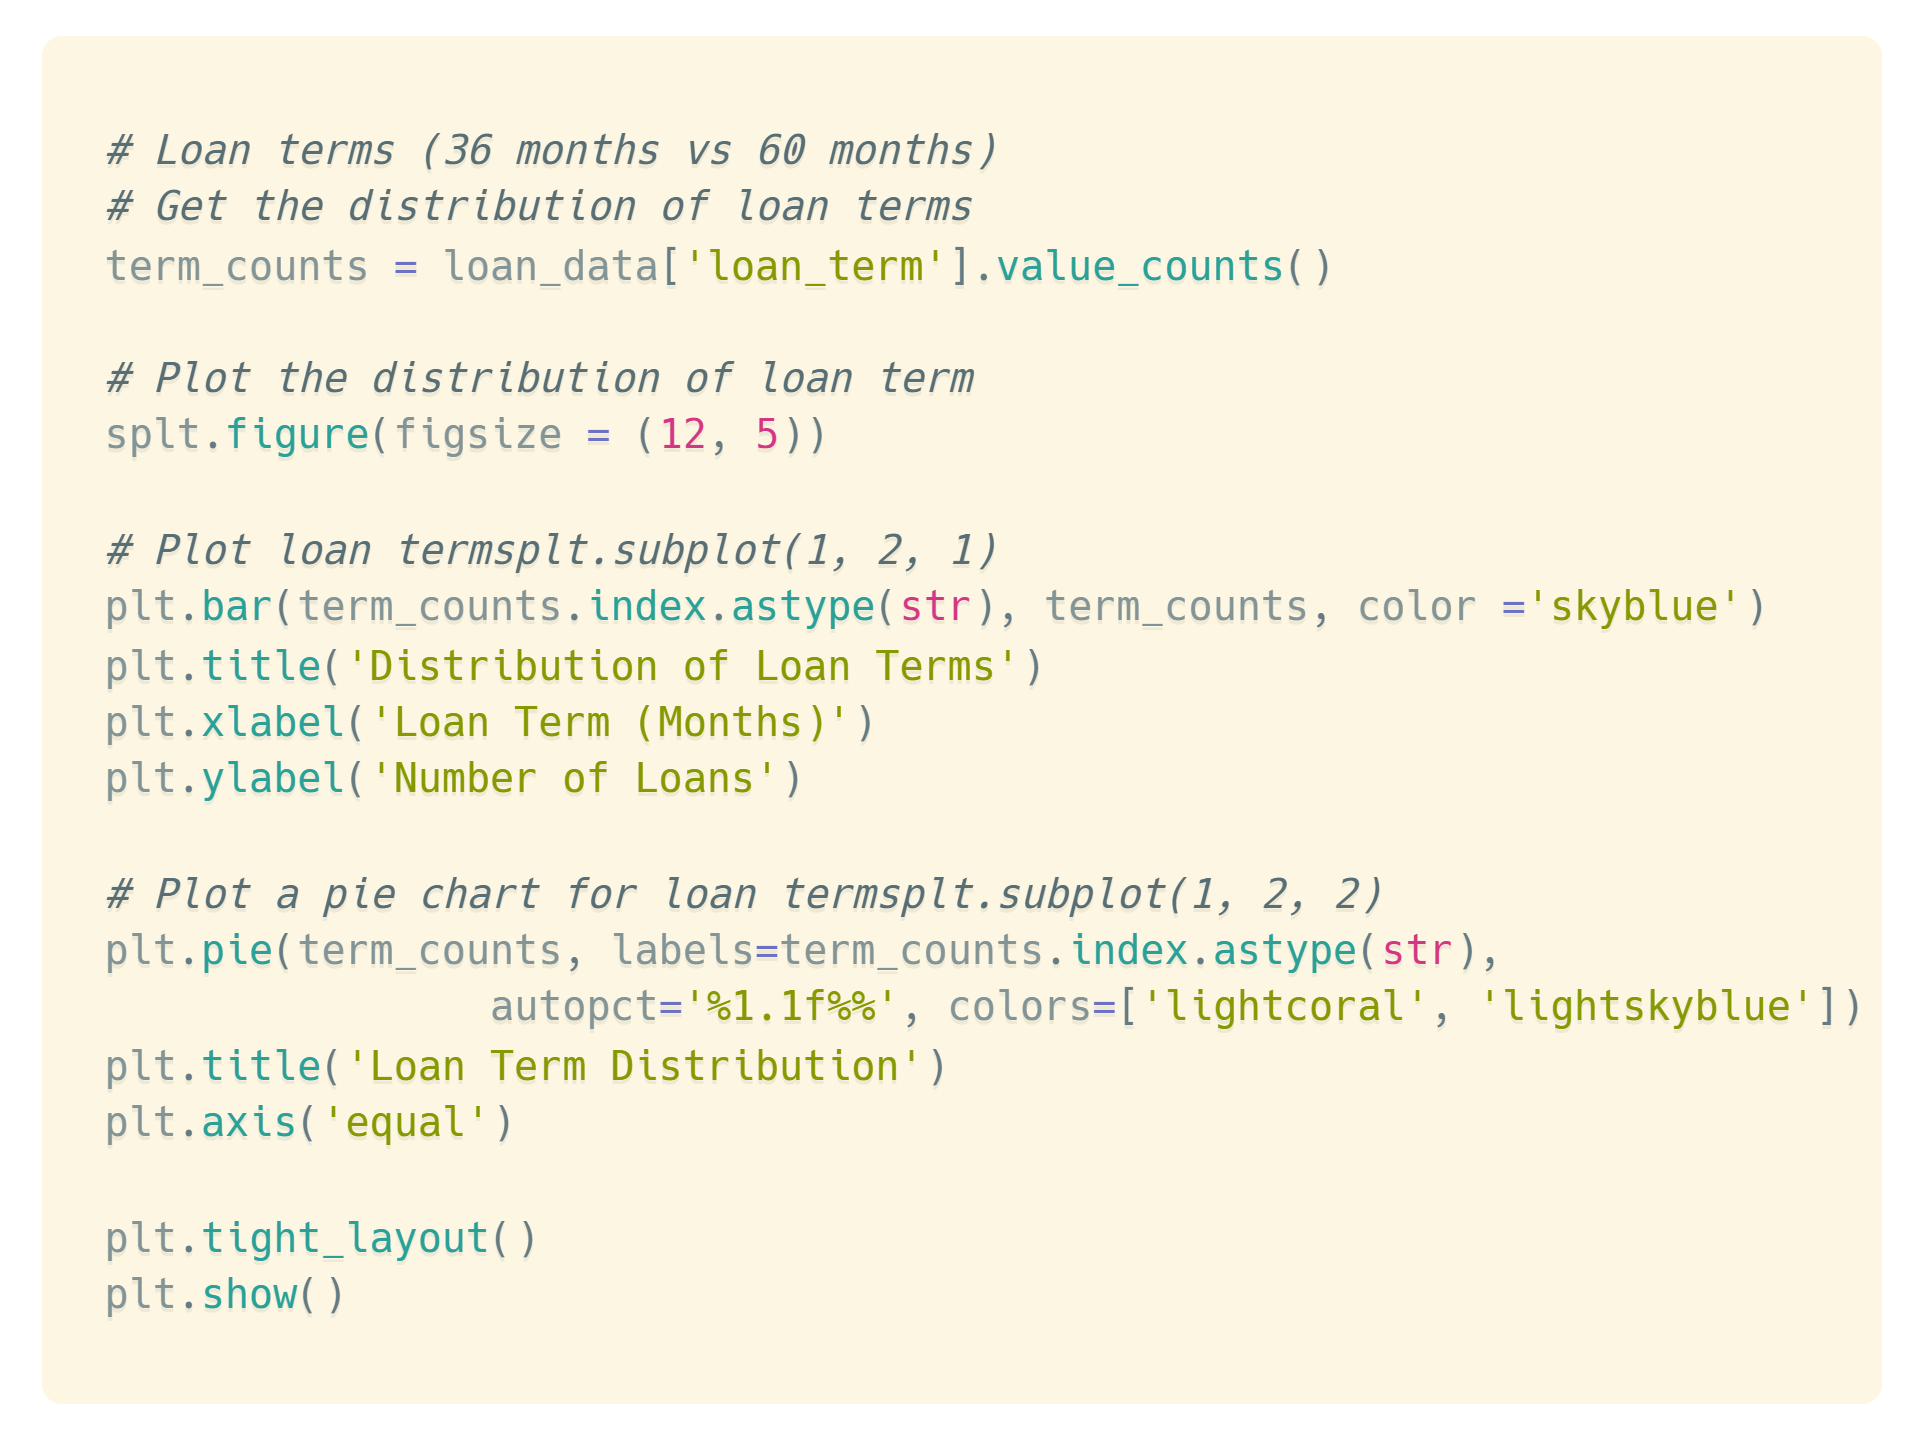 # Loan terms (36 months vs 60 months)
# Get the distribution of loan terms
term_counts = loan_data['loan_term'].value_counts()
# Plot the distribution of loan term
splt.figure(figsize = (12, 5))
# Plot loan termsplt.subplot(1, 2, 1)
plt.bar(term_counts.index.astype(str), term_counts, color ='skyblue')
plt.title('Distribution of Loan Terms')
plt.xlabel('Loan Term (Months)')
plt.ylabel('Number of Loans')
# Plot a pie chart for loan termsplt.subplot(1, 2, 2)
plt.pie(term_counts, labels=term_counts.index.astype(str),
                autopct='%1.1f%%', colors=['lightcoral', 'lightskyblue'])
plt.title('Loan Term Distribution')
plt.axis('equal')
plt.tight_layout()
plt.show()